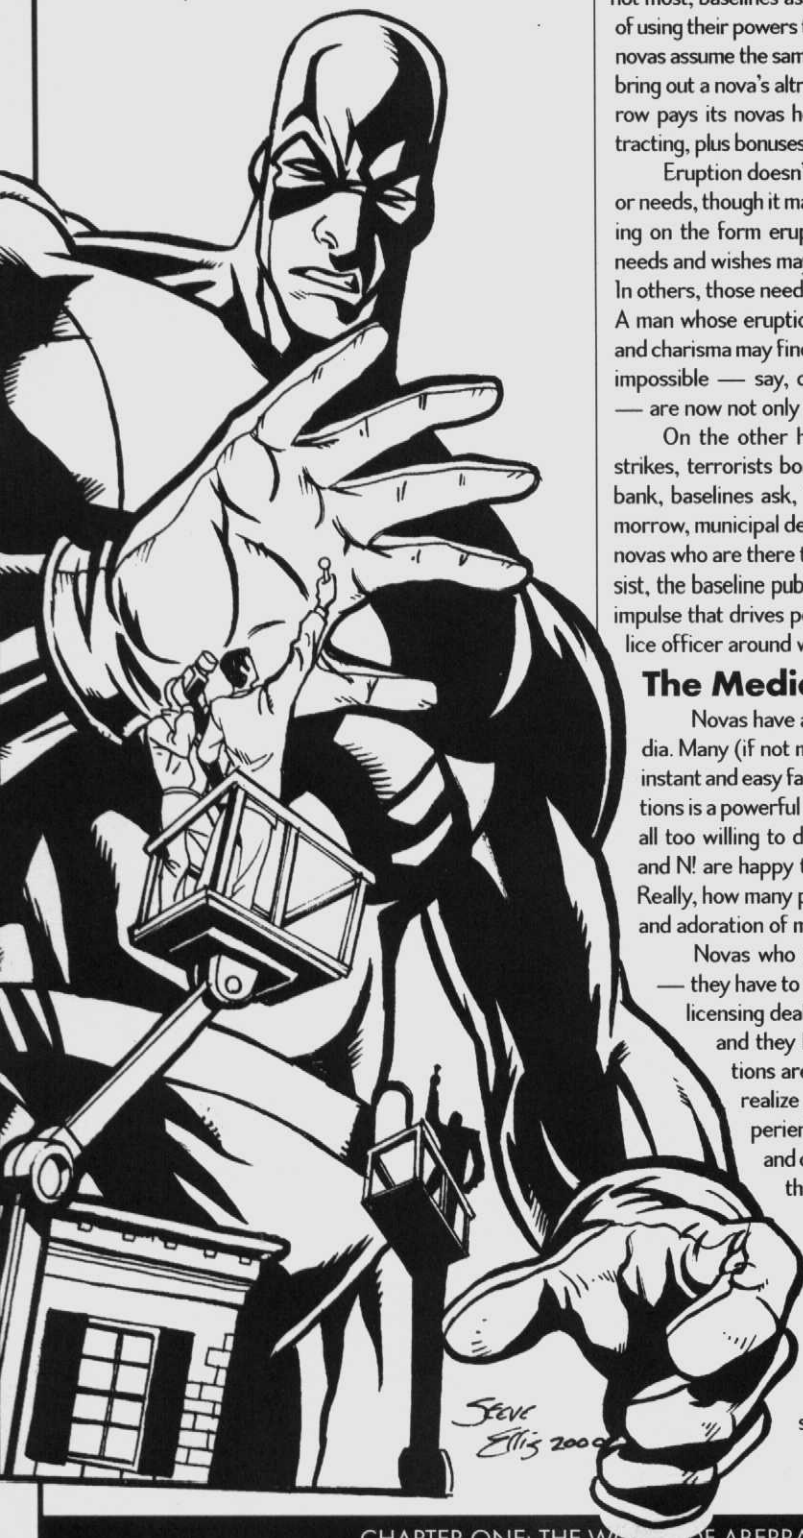 not most, baselines as
of using their powers
novas assume the sam
bring out a nova's altr
row pays its novas h
tracting, plus bonuses
Eruption doesn'
or needs, though it ma
ing on the form erup
needs and wishes may
In others, those need
A man whose eruptio
and charisma may fin
impossible — say, c
— are now not only
On the other h
strikes, terrorists bo
bank, baselines ask,
morrow, municipal de
novas who are there t
sist, the baseline pub
impulse that drives p
lice officer around v
The Medi
Novas have a
dia. Many (if not m
instant and easy fa
tions is a powerful
all too willing to d
and N! are happy t
Really, how many p
and adoration of m
Novas who
— they have to
licensing dea
and they
tions are
realize
perien
and
th
s
Steve
Ellis 2000
CHAPTER ONE: THE W